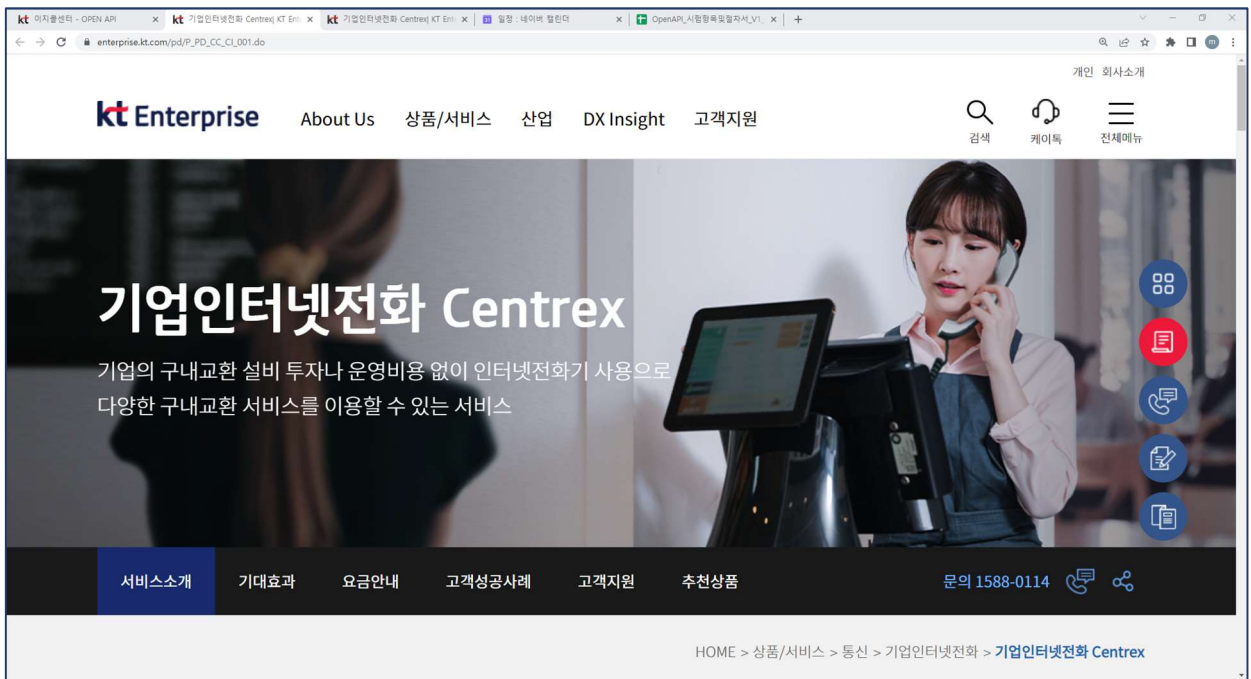 이지콜센터 - OPEN API
kt 기업인터넷전화 Centrex| KT Ent
kt 기업인터넷전화 Centrex| KT Ent
일정 : 네이버 캘린더
OpenAPI_시험항목및절차서_V1_
enterprise.kt.com/pd/P_PD_CC_CI_001.do
개인 회사소개
kt Enterprise About Us 상품/서비스 산업 DX Insight 고객지원
검색 케이톡 전체메뉴
기업인터넷전화 Centrex
기업의 구내교환 설비 투자나 운영비용 없이 인터넷전화기 사용으로
다양한 구내교환 서비스를 이용할 수 있는 서비스
서비스소개 기대효과 요금안내 고객성공사례 고객지원 추천상품 문의 1588-0114
HOME > 상품/서비스 > 통신 > 기업인터넷전화 > 기업인터넷전화 Centrex